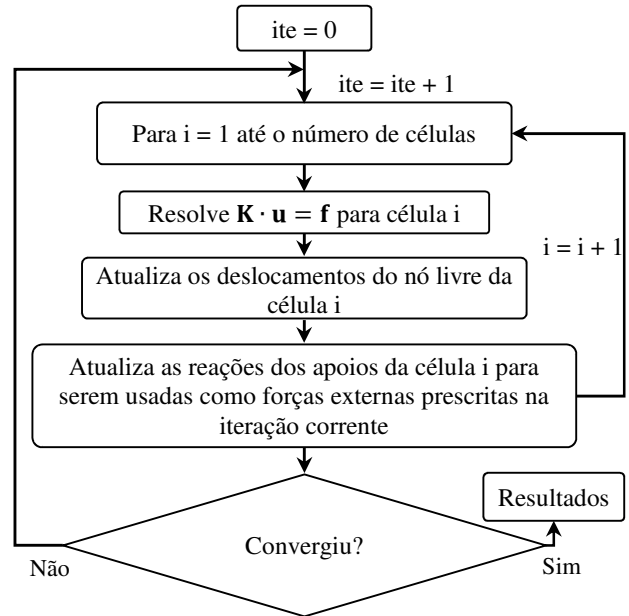 ite = 0
ite = ite + 1
Para i = 1 até o número de células
Resolve K · u = f para célula i
i = i + 1
Atualiza os deslocamentos do nó livre da
célula i
Atualiza as reações dos apoios da célula i para
serem usadas como forças externas prescritas na
iteração corrente
Resultados
Convergiu?
Não
Sim